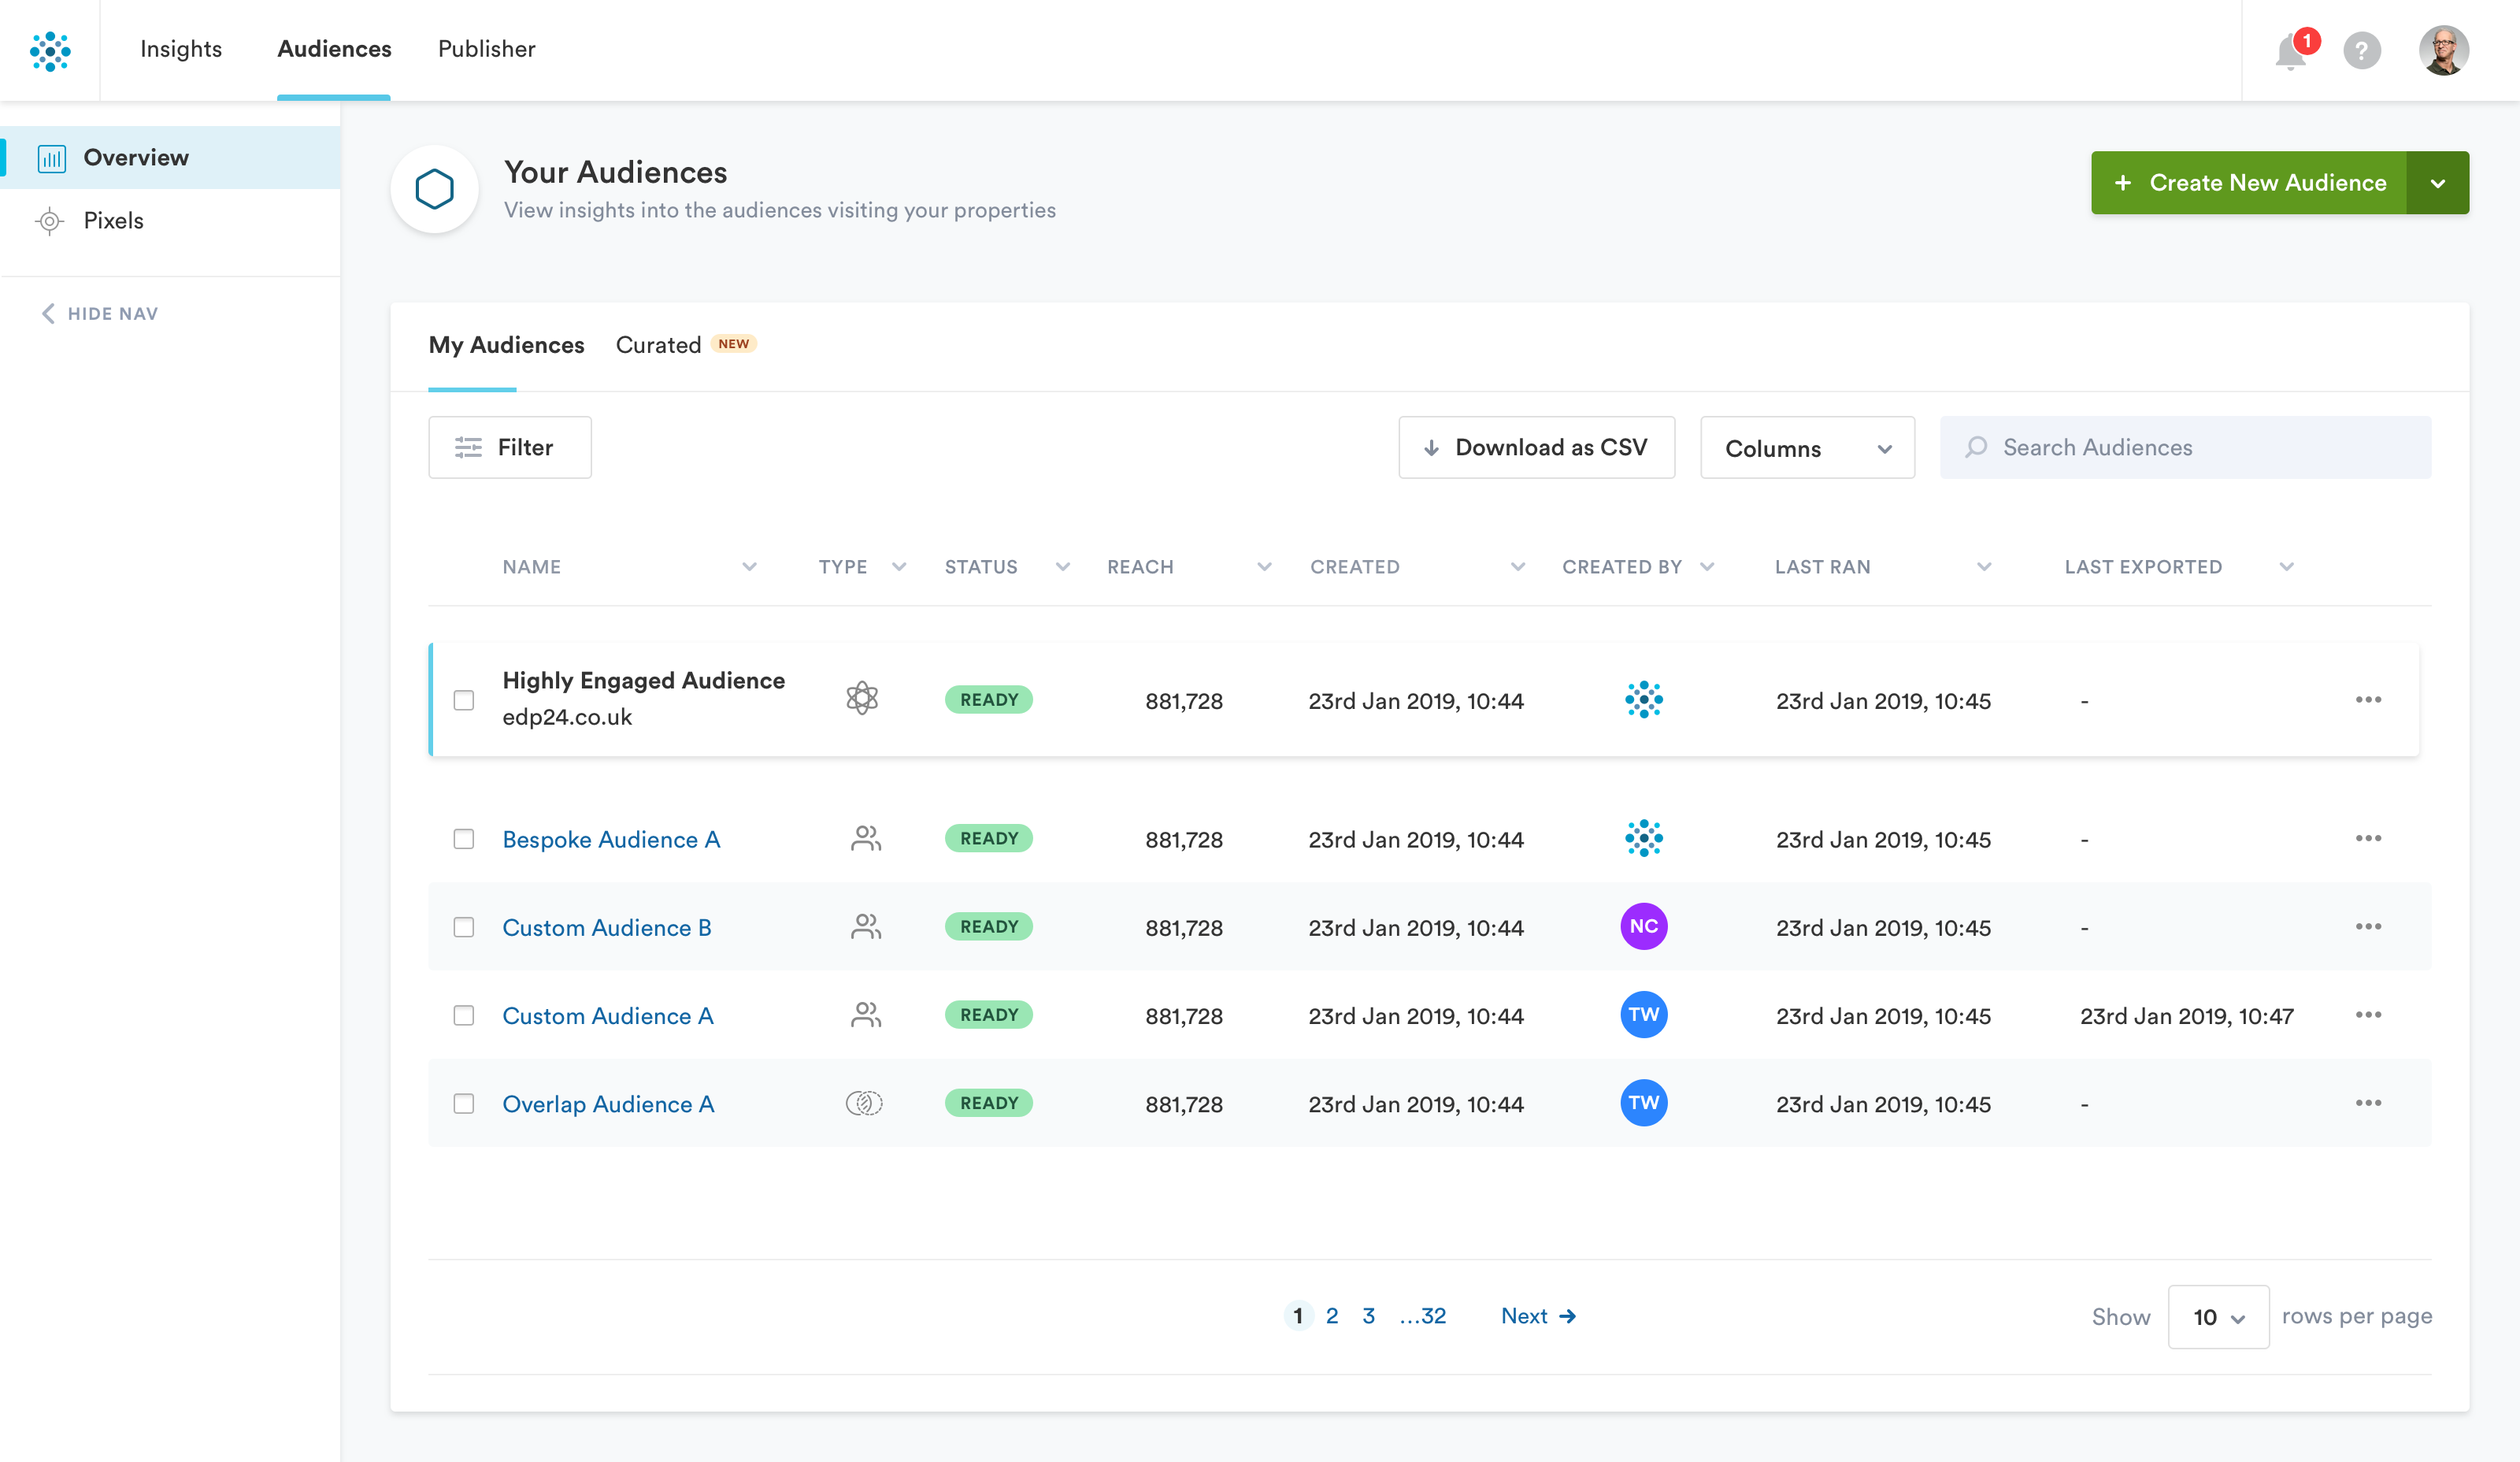 Insights Audiences Publisher 1 ?
Overview
Pixels
HIDE NAV
Your Audiences
View insights into the audiences visiting your properties
+ Create New Audience
My Audiences Curated NEW
Filter Download as CSV Columns Search Audiences
NAME TYPE STATUS REACH CREATED CREATED BY LAST RAN LAST EXPORTED
Highly Engaged Audience
edp24.co.uk
READY 881,728 23rd Jan 2019, 10:44 23rd Jan 2019, 10:45 -
Bespoke Audience A READY 881,728 23rd Jan 2019, 10:44 23rd Jan 2019, 10:45 -
Custom Audience B READY 881,728 23rd Jan 2019, 10:44 NC 23rd Jan 2019, 10:45 -
Custom Audience A READY 881,728 23rd Jan 2019, 10:44 TW 23rd Jan 2019, 10:45 23rd Jan 2019, 10:47
Overlap Audience A READY 881,728 23rd Jan 2019, 10:44 TW 23rd Jan 2019, 10:45 -
1 2 3 ...32 Next → Show 10 rows per page